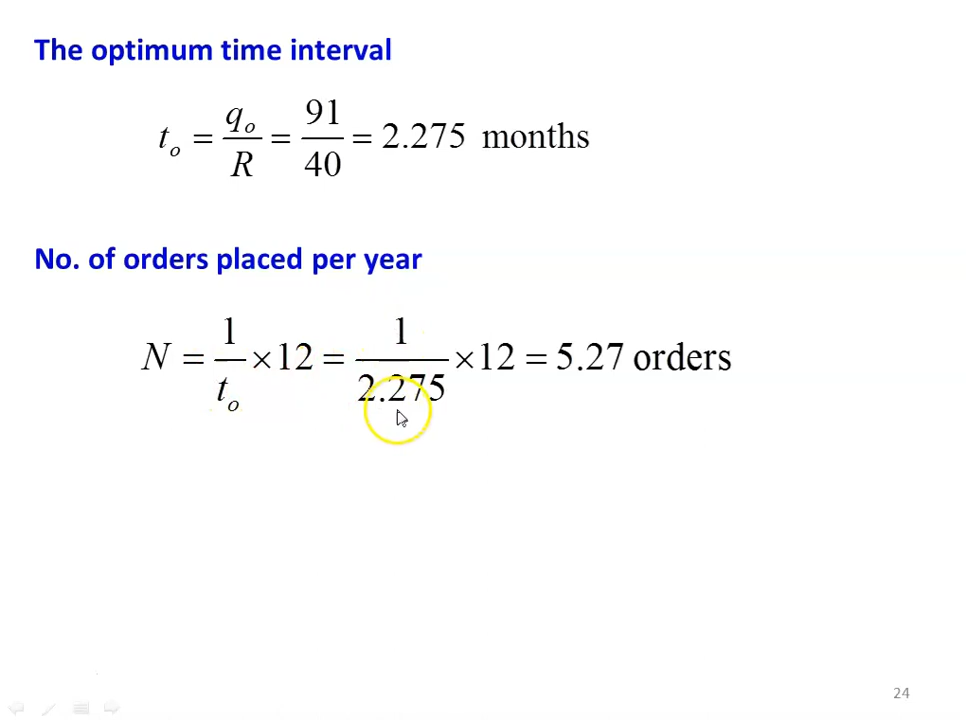 The optimum time interval
t_o = q_o / R = 91 / 40 = 2.275 months
No. of orders placed per year
N = 1 / t_o × 12 = 1 / 2.275 × 12 = 5.27 orders
24